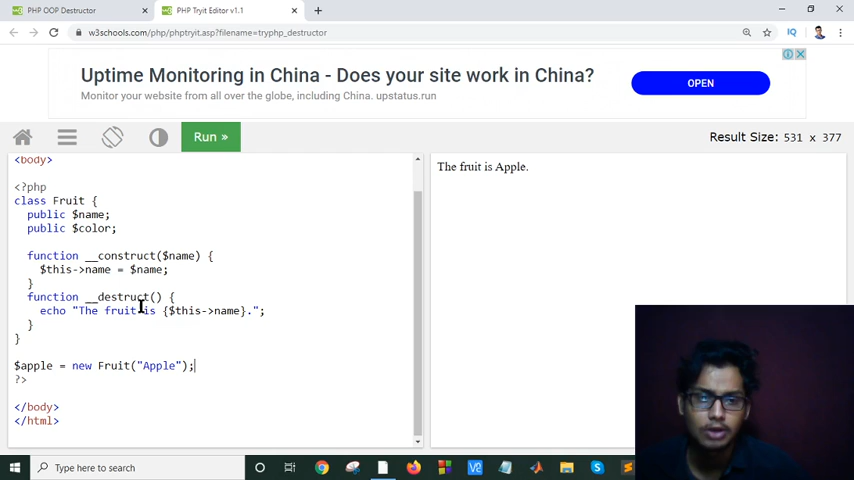 PHP OOP Destructor
PHP Tryit Editor v1.1
w3schools.com/php/phptryit.asp?filename=tryphp_destructor
IQ
Uptime Monitoring in China - Does your site work in China?
Monitor your website from all over the globe, including China. upstatus.run
OPEN
Run »
Result Size: 531 x 377
<body>
<?php
class Fruit {
public $name;
public $color;
function __construct($name) {
$this->name = $name;
}
function __destruct() {
echo "The fruit is {$this->name}.";
}
}
$apple = new Fruit("Apple");
?>
</body>
</html>
The fruit is Apple.
Type here to search